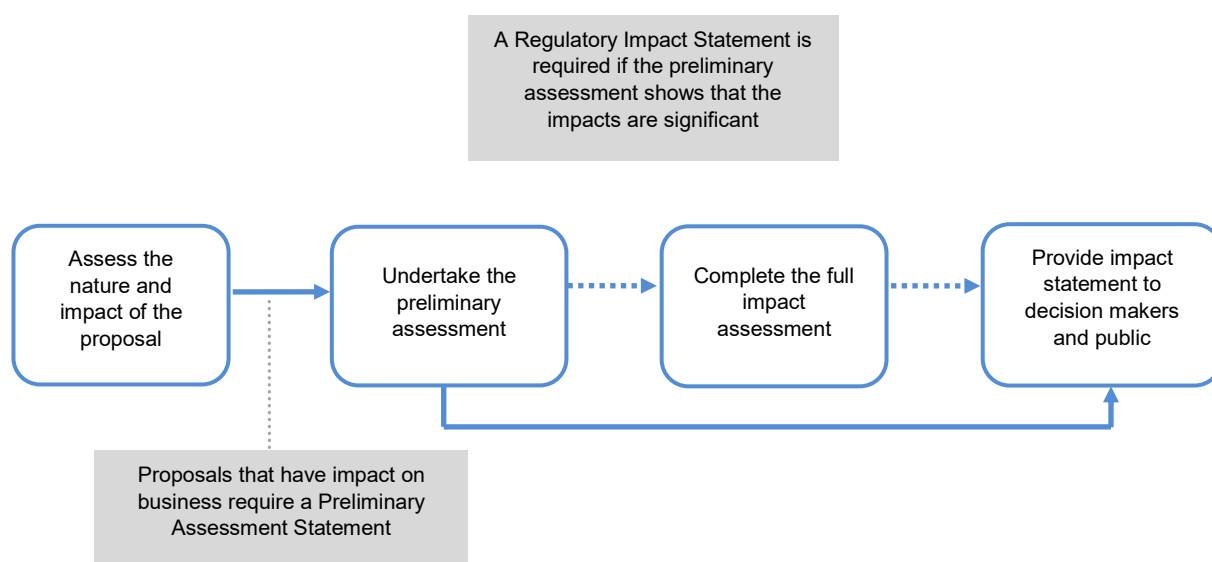 A Regulatory Impact Statement is
required if the preliminary
assessment shows that the
impacts are significant
Assess the
nature and
impact of the
proposal
Undertake the
preliminary
assessment
Complete the full
impact
assessment
Provide impact
statement to
decision makers
and public
Proposals that have impact on
business require a Preliminary
Assessment Statement